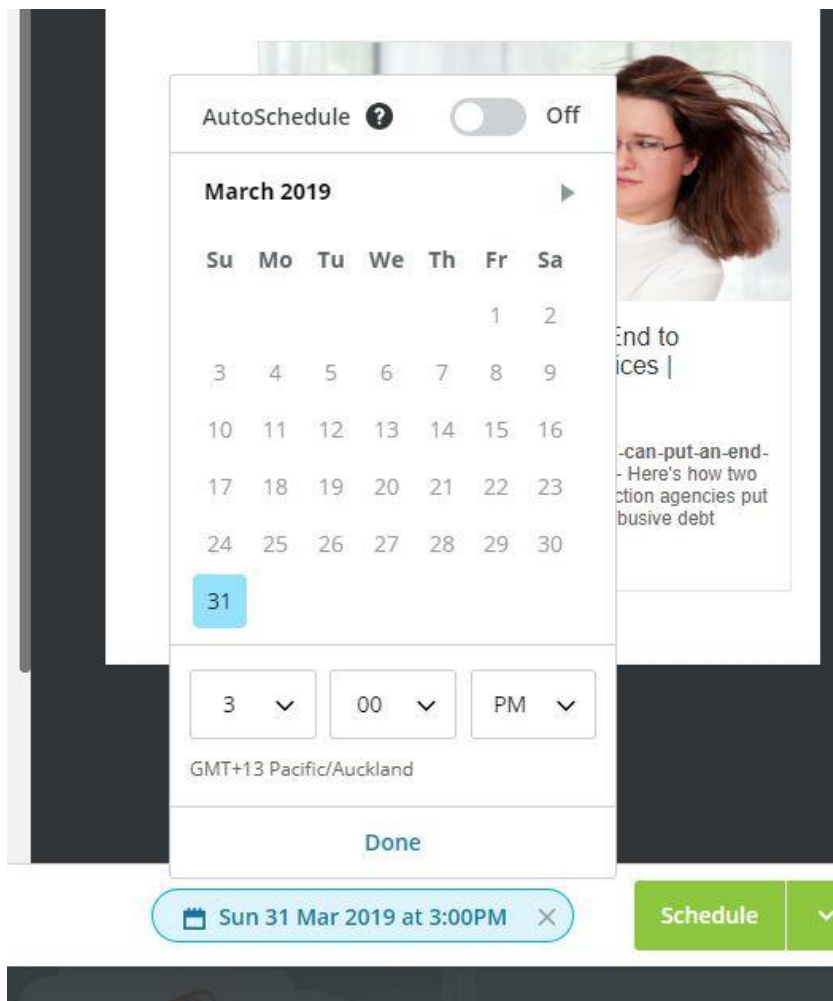 AutoSchedule ? Off
March 2019
Su Mo Tu We Th Fr Sa
1 2
3 4 5 6 7 8 9
10 11 12 13 14 15 16
17 18 19 20 21 22 23
24 25 26 27 28 29 30
31
3 00 PM
GMT+13 Pacific/Auckland
Done
End to
ices |
-can-put-an-end-
- Here's how two
ction agencies put
busive debt
Sun 31 Mar 2019 at 3:00PM
Schedule